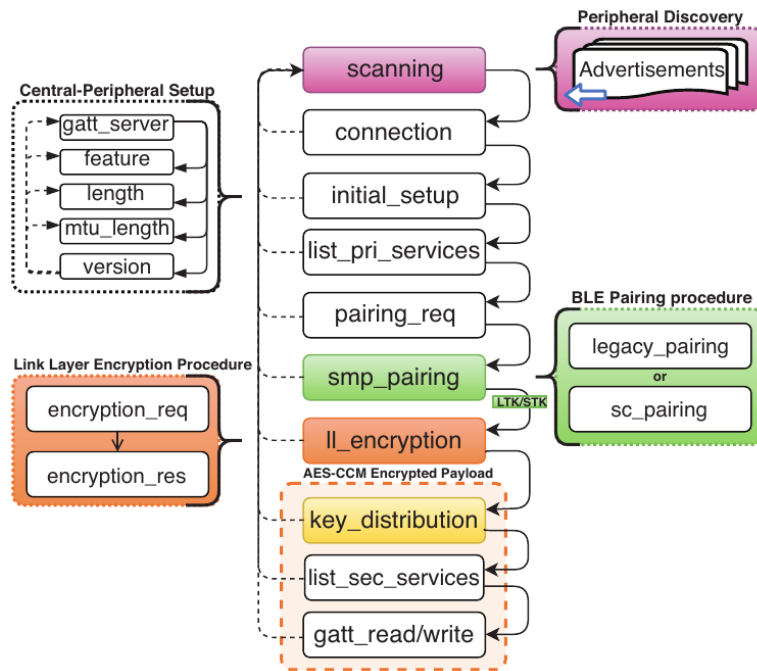 Peripheral Discovery
Advertisements
scanning
Central-Peripheral Setup
gatt_server
feature
length
mtu_length
version
connection
initial_setup
list_pri_services
pairing_req
smp_pairing
LTK/STK
BLE Pairing procedure
legacy_pairing
or
sc_pairing
Link Layer Encryption Procedure
encryption_req
encryption_res
ll_encryption
AES-CCM Encrypted Payload
key_distribution
list_sec_services
gatt_read/write